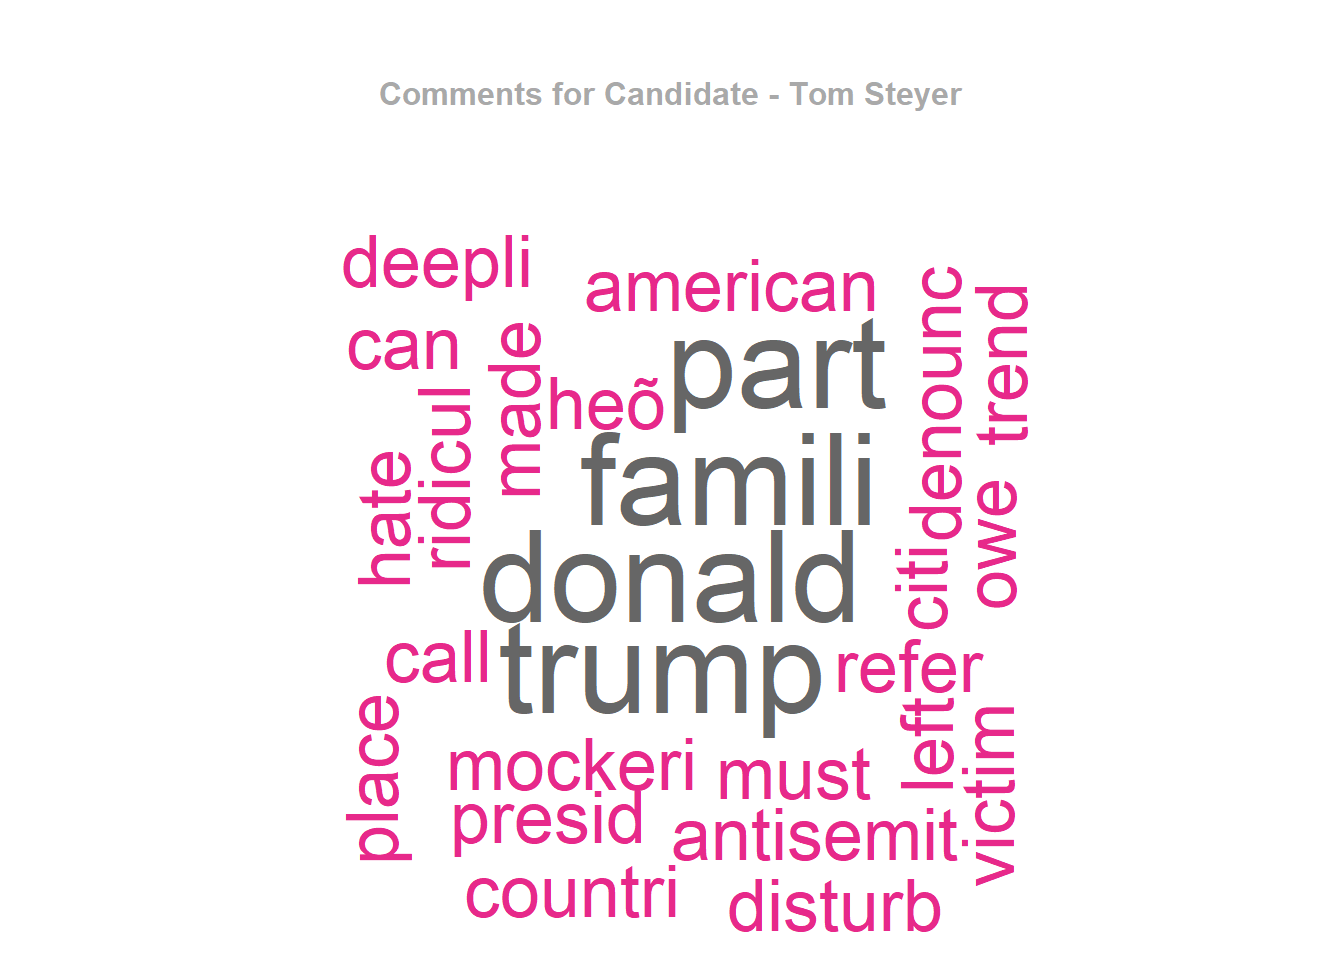 Comments for Candidate - Tom Steyer
deepli
american
can
made
heõ
part
denounc
trend
hate
ridicul
famili
donald
citi
owe
call
trump
refer
place
mockeri
must
left
victim
presid
antisemit
countri
disturb